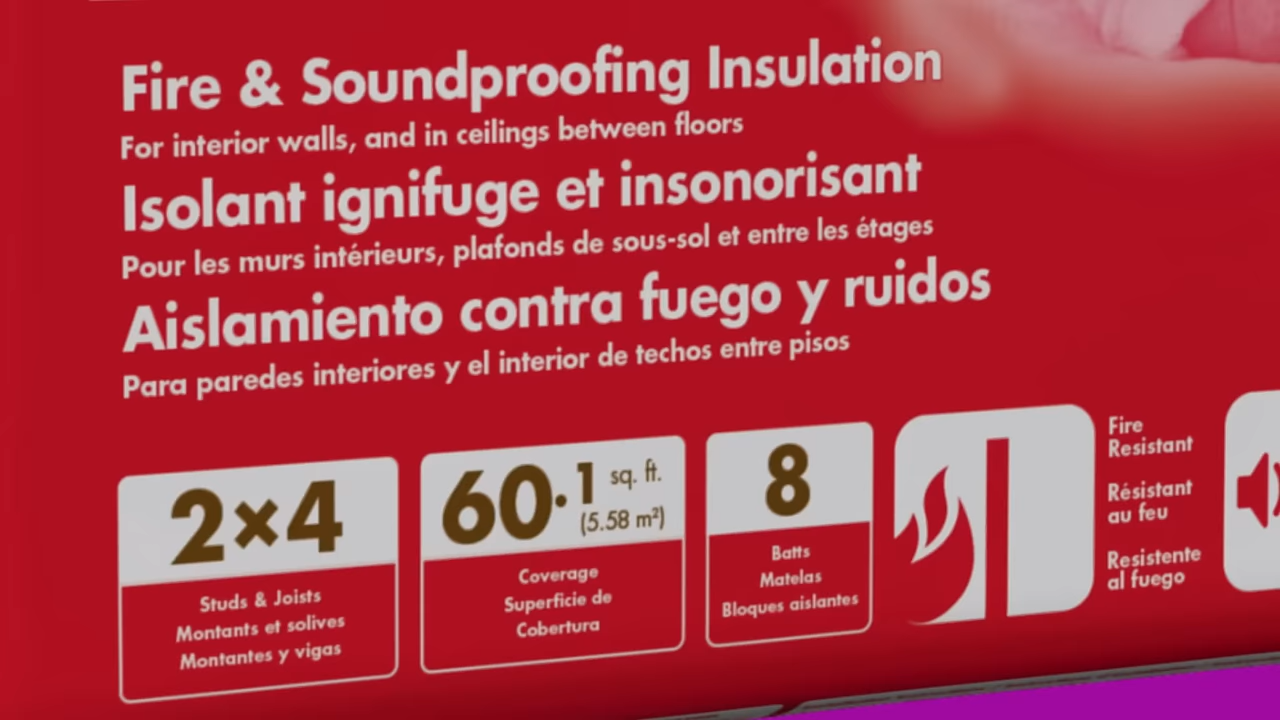 Fire & Soundproofing Insulation
For interior walls, and in ceilings between floors
Isolant ignifuge et insonorisant
Pour les murs intérieurs, plafonds de sous-sol et entre les étages
Aislamiento contra fuego y ruidos
Para paredes interiores y el interior de techos entre pisos
2×4
Studs & Joists
Montants et solives
Montantes y vigas
60.1 sq. ft.
(5.58 m²)
Coverage
Superficie de
Cobertura
8
Batts
Matelas
Bloques aislantes
Fire
Resistant
Résistant
au feu
Resistente
al fuego